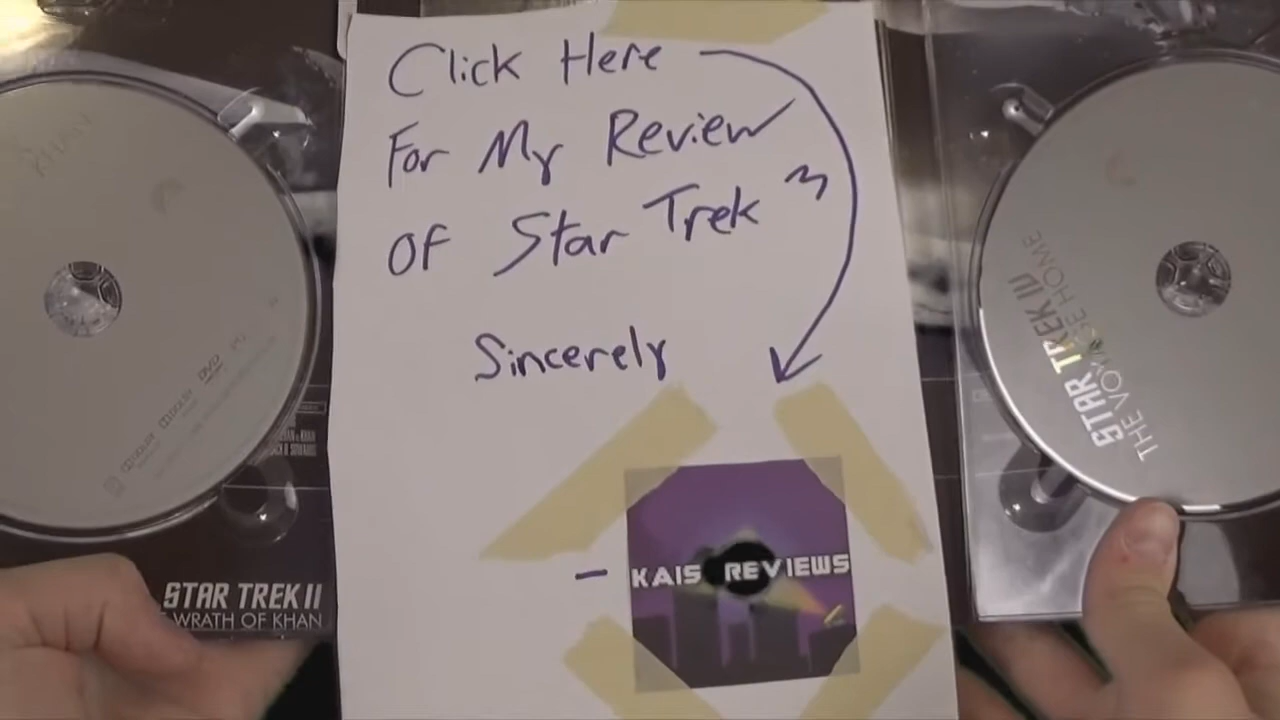 Click Here
For My Review
OF Star Trek 3
Sincerely
- KAIS REVIEWS
STAR TREK II
WRATH OF KHAN
DVD
STAR TREK IV
THE VOYAGE HOME